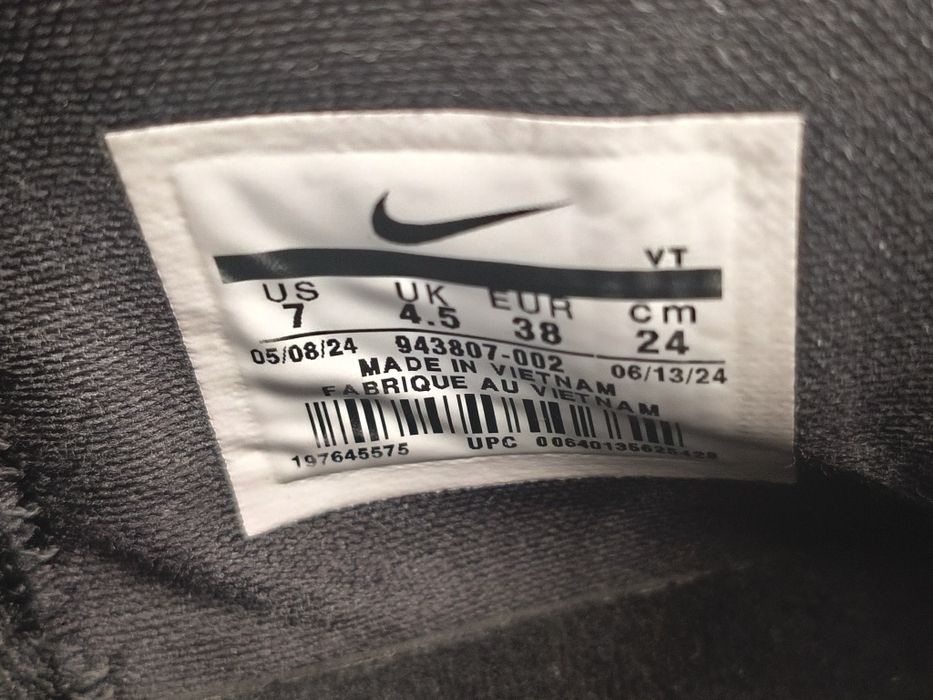 VT
US UK EUR cm
7 4.5 38 24
05/08/24 943807-002 06/13/24
MADE IN VIETNAM
FABRIQUE AU VIETNAM
197645575 UPC 00640135625428